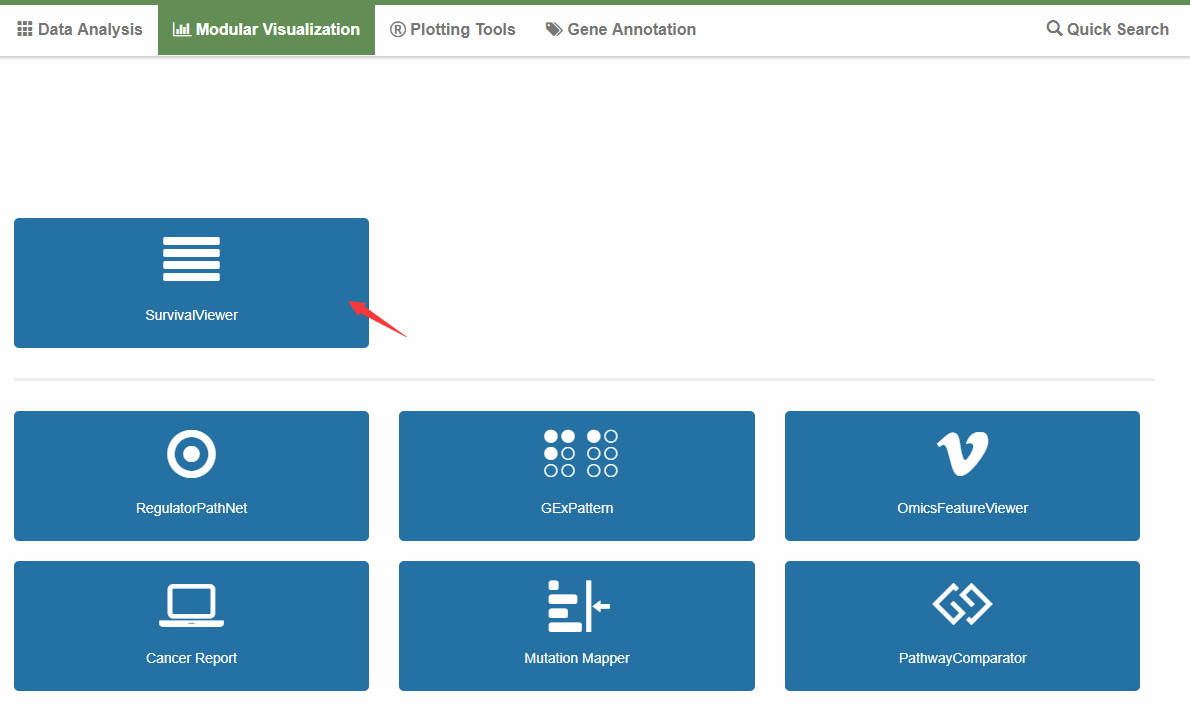 Data Analysis Modular Visualization ® Plotting Tools Gene Annotation Quick Search
SurvivalViewer
RegulatorPathNet GExPattern OmicsFeatureViewer
Cancer Report Mutation Mapper PathwayComparator